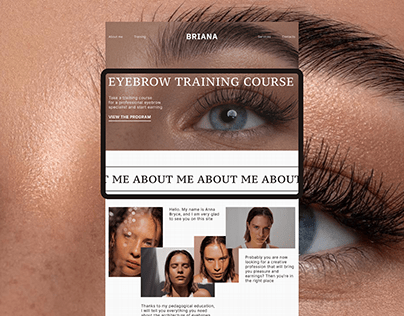 About me Training BRIANA Services Contacts
EYEBROW TRAINING COURSE
Take a training course
for a professional eyebrow
specialist and start earning
VIEW THE PROGRAM
T ME ABOUT ME ABOUT ME ABOUT
Hello. My name is Anna
Bryce, and I am very glad
to see you on this site
Probably you are now
looking for a creative
profession that will bring
you pleasure and
earnings? Then you're in
the right place
Thanks to my pedagogical education,
I will tell you everything you need
about the architecture of eyebrows